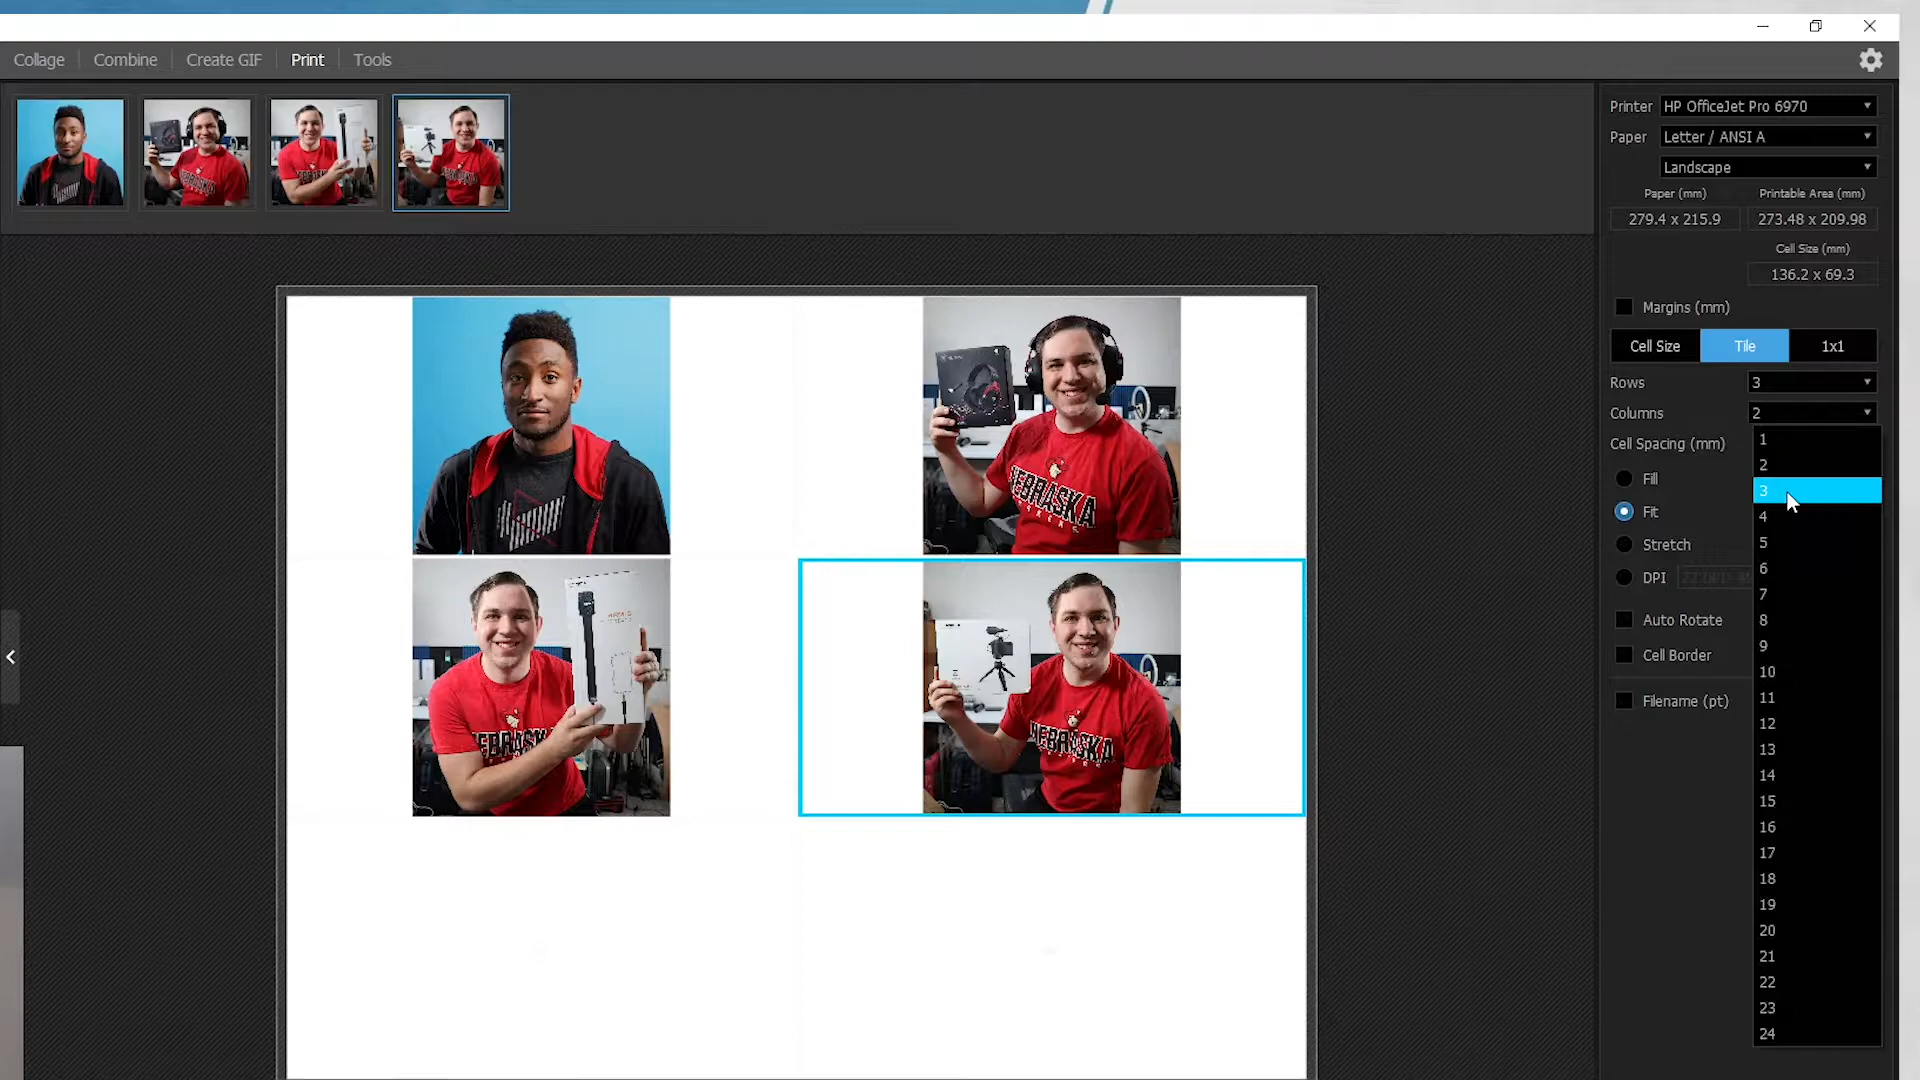 Collage Combine Create GIF Print Tools
Printer HP OfficeJet Pro 6970
Paper Letter / ANSI A
Landscape
Paper (mm) Printable Area (mm)
279.4 x 215.9 273.48 x 209.98
Cell Size (mm)
136.2 x 69.3
Margins (mm)
Cell Size Tile 1x1
Rows 3
Columns 2
Cell Spacing (mm)
1
2
3
4
5
6
7
8
9
10
11
12
13
14
15
16
17
18
19
20
21
22
23
24
Fill
Fit
Stretch
DPI
Auto Rotate
Cell Border
Filename (pt)
NEBRASKA